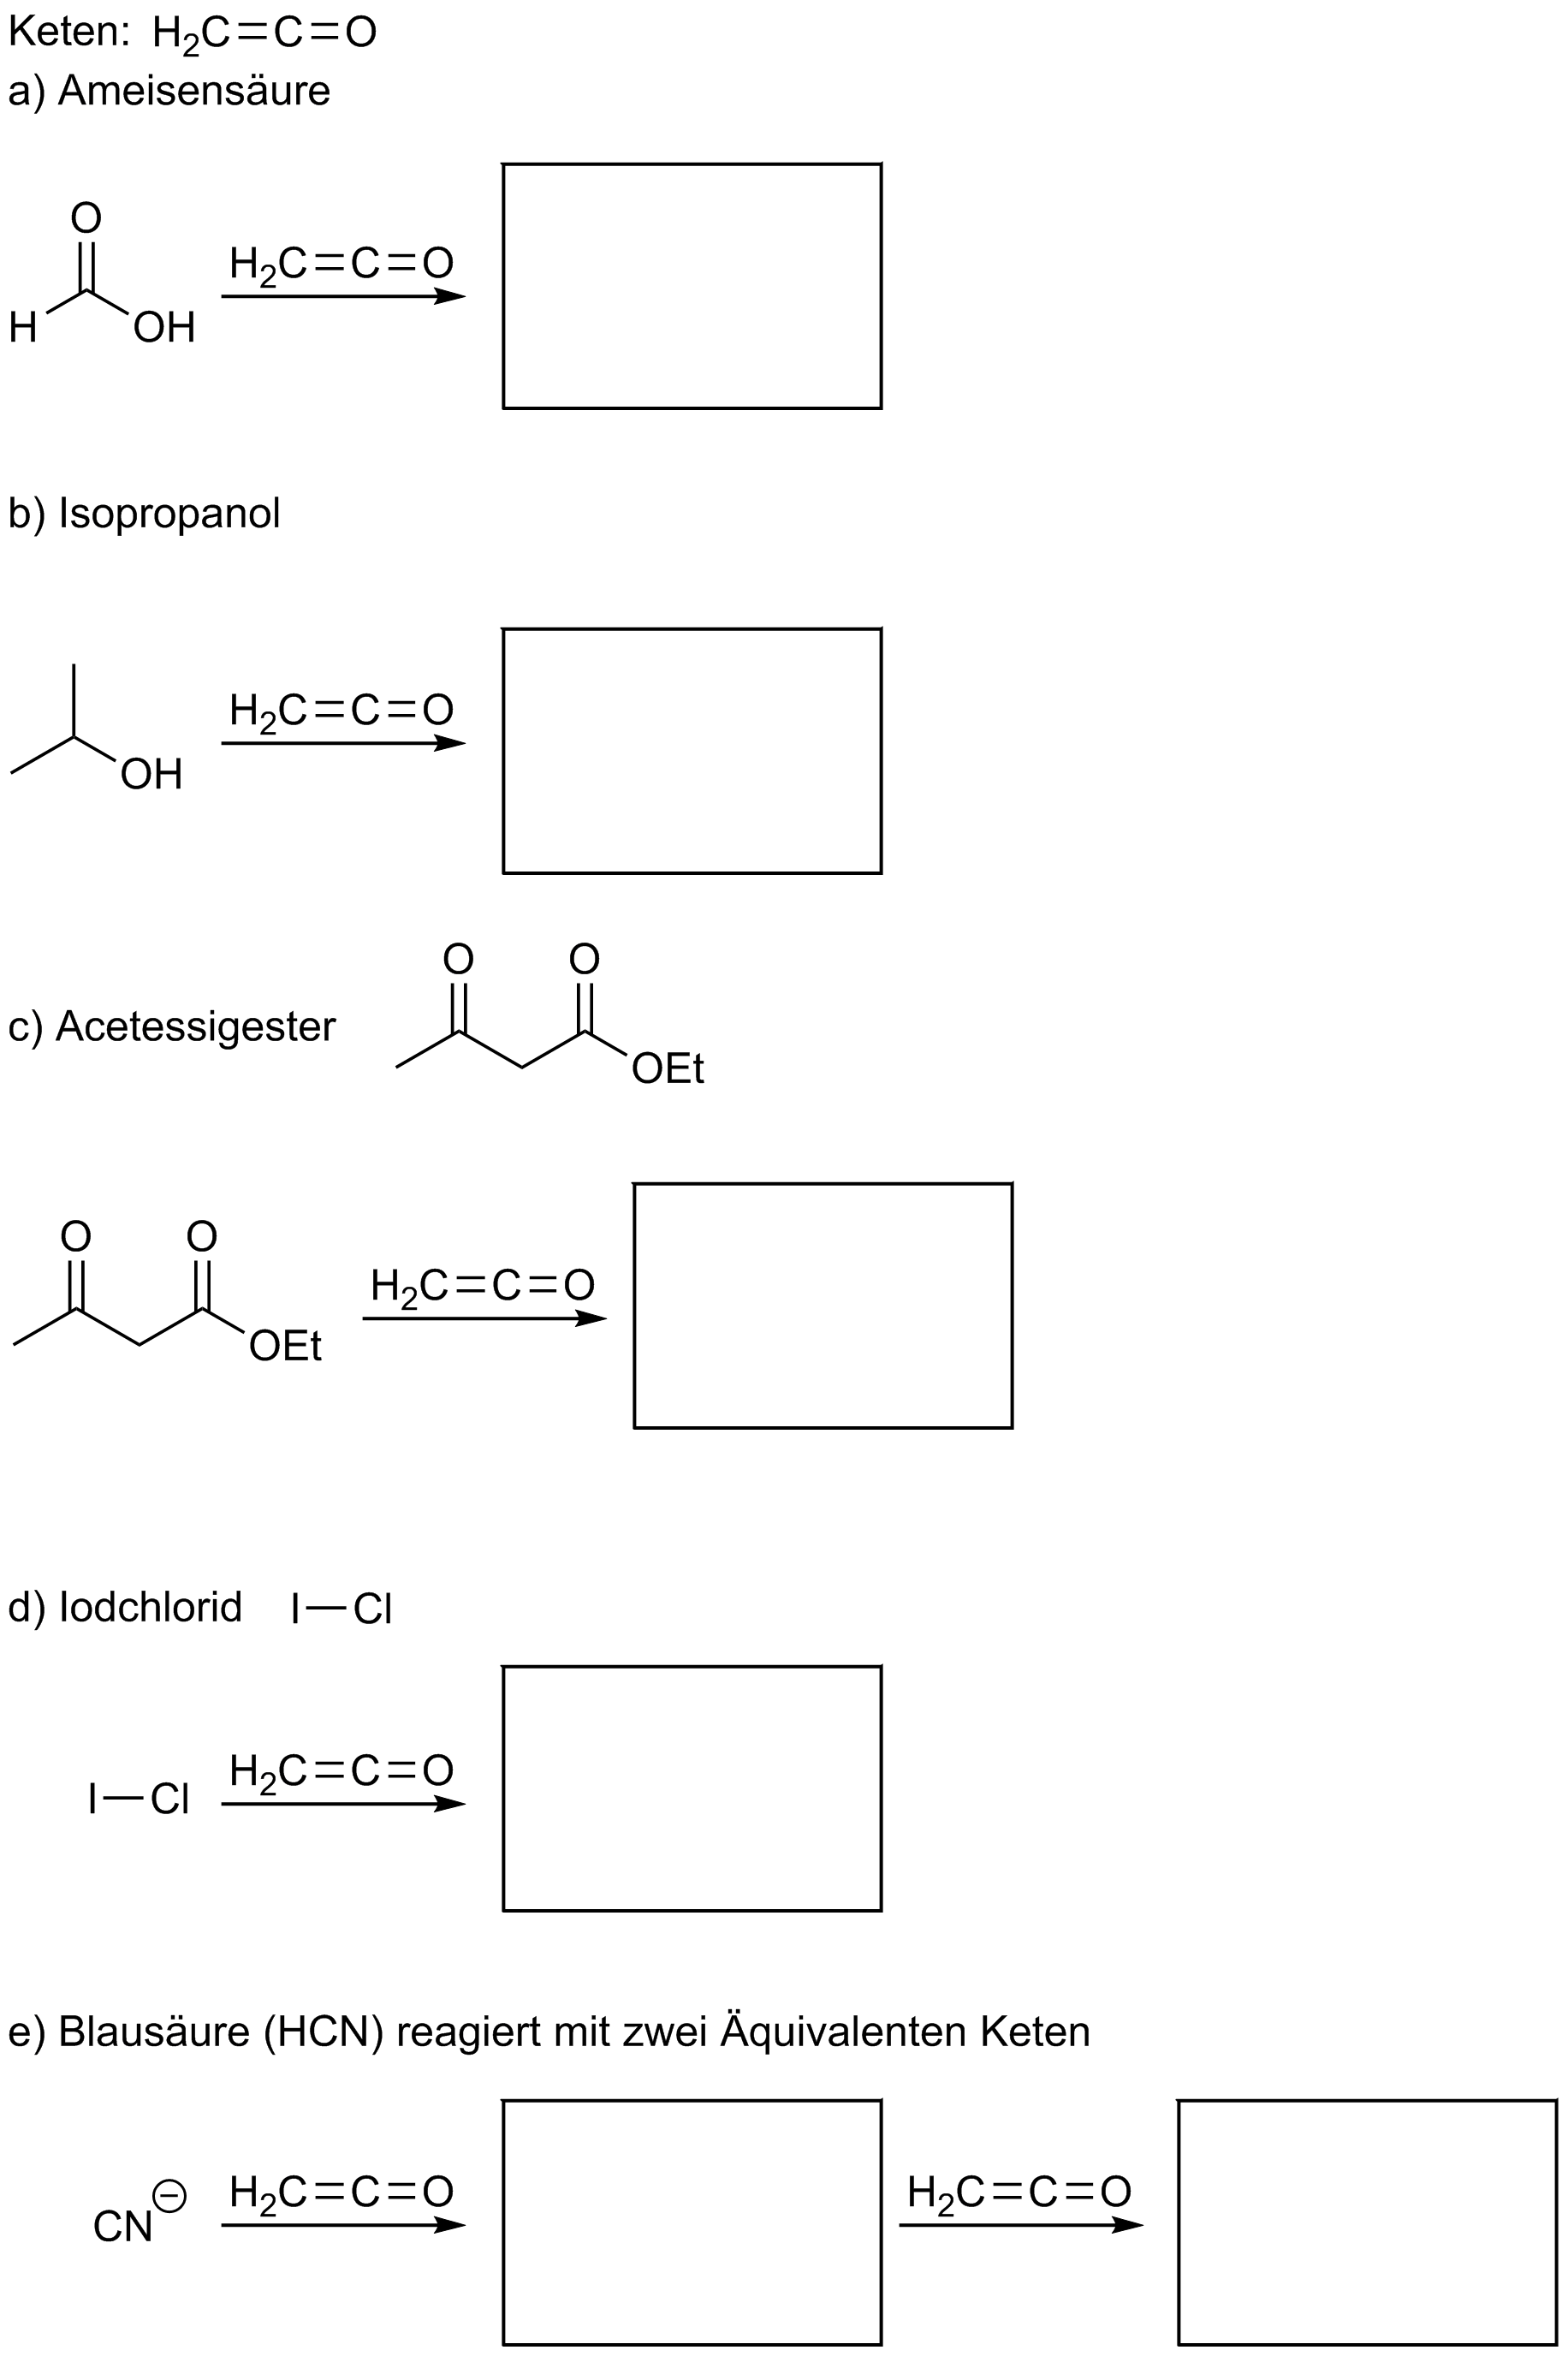 Keten: H2C=C=O
a) Ameisensäure
O
H2C=C=O
H OH
b) Isopropanol
H2C=C=O
OH
O O
c) Acetessigester
OEt
O O
H2C=C=O
OEt
d) Iodchlorid I—Cl
H2C=C=O
I—Cl
e) Blausäure (HCN) reagiert mit zwei Äquivalenten Keten
H2C=C=O H2C=C=O
CN⊖